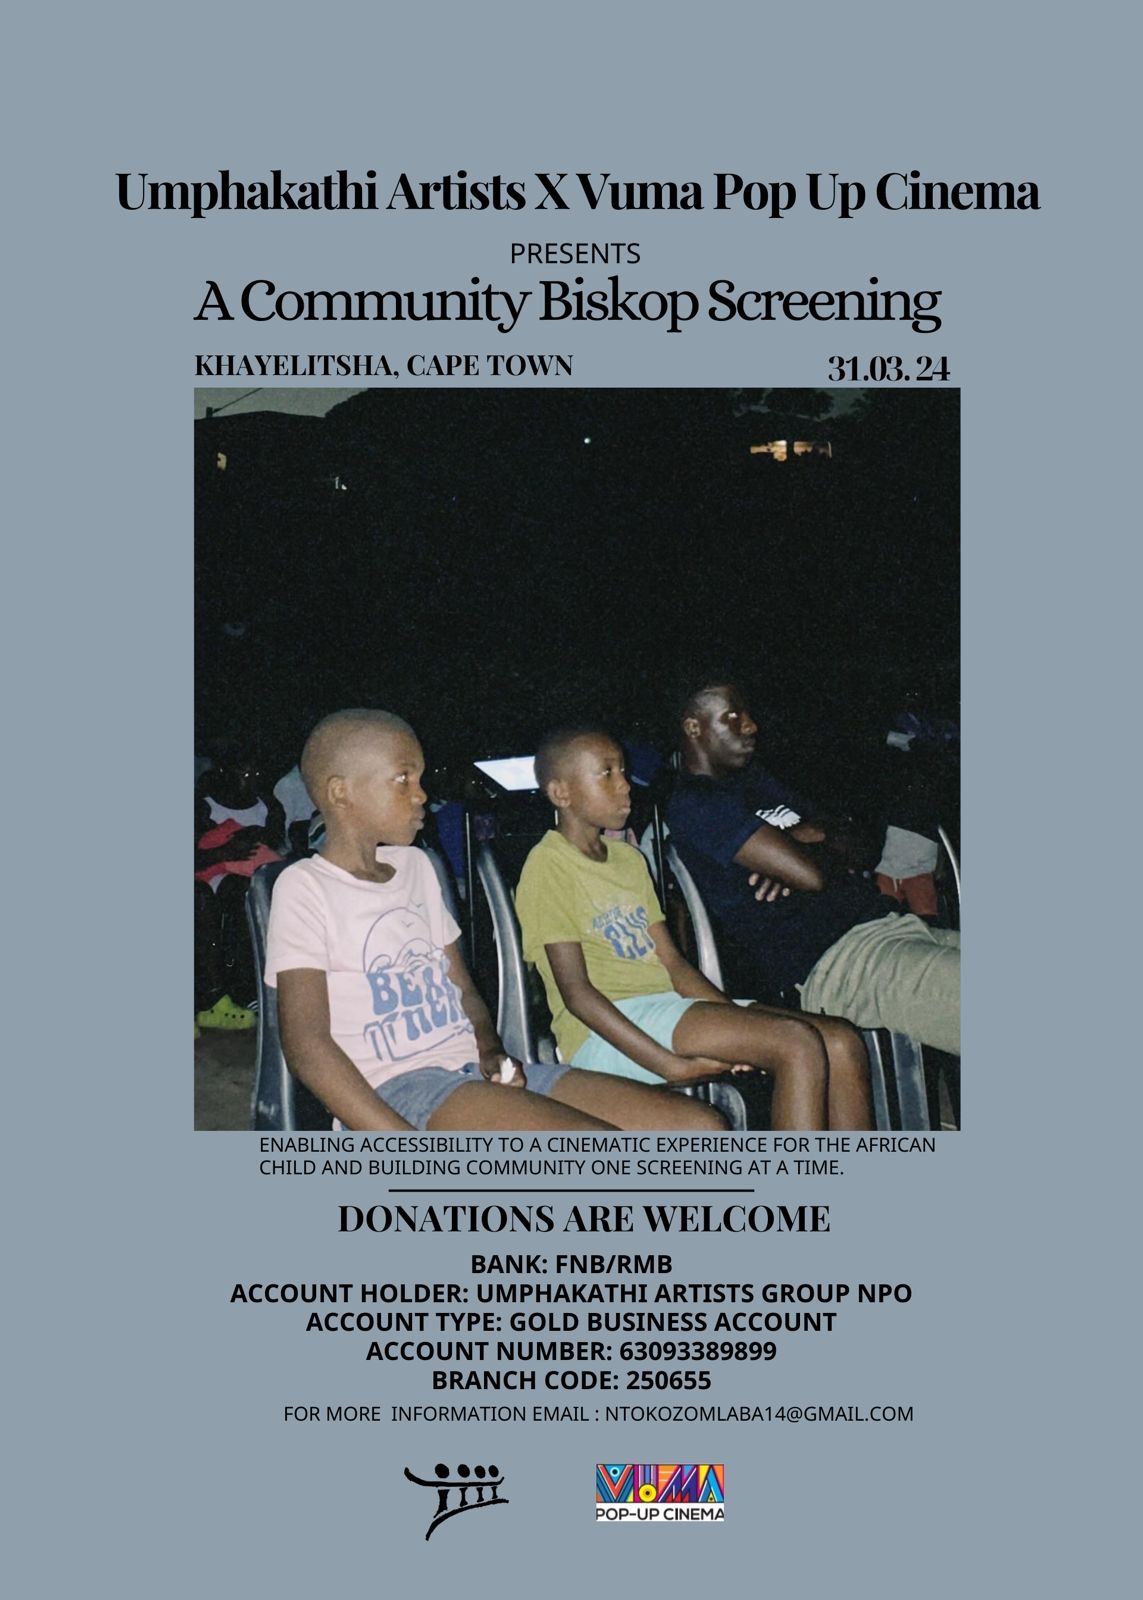 Umphakathi Artists X Vuma Pop Up Cinema
PRESENTS
A Community Biskop Screening
KHAYELITSHA, CAPE TOWN
31.03. 24
BEA
ENABLING ACCESSIBILITY TO A CINEMATIC EXPERIENCE FOR THE AFRICAN
CHILD AND BUILDING COMMUNITY ONE SCREENING AT A TIME.
DONATIONS ARE WELCOME
BANK: FNB/RMB
ACCOUNT HOLDER: UMPHAKATHI ARTISTS GROUP NPO
ACCOUNT TYPE: GOLD BUSINESS ACCOUNT
ACCOUNT NUMBER: 63093389899
BRANCH CODE: 250655
FOR MORE INFORMATION EMAIL : NTOKOZOMLABA14@GMAIL.COM
VUMA
POP-UP CINEMA